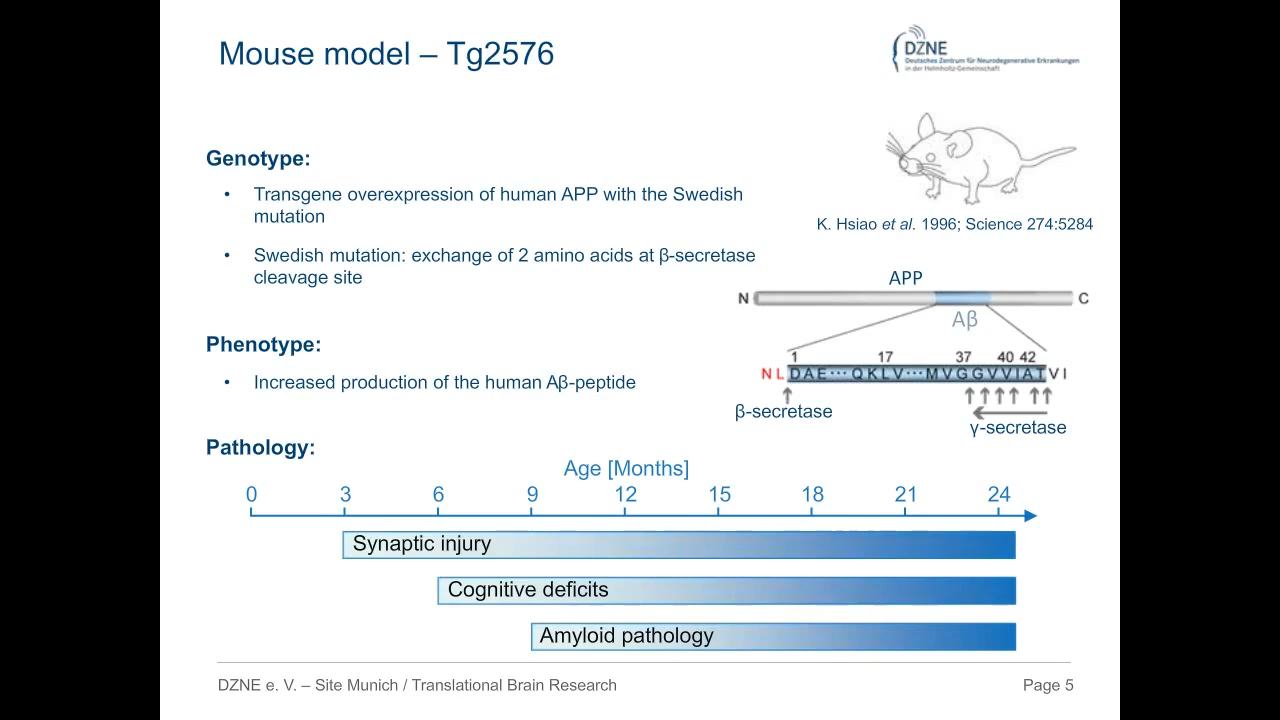 Mouse model – Tg2576
DZNE
Deutsches Zentrum für Neurodegenerative Erkrankungen
in der Helmholtz-Gemeinschaft
Genotype:
• Transgene overexpression of human APP with the Swedish
mutation
• Swedish mutation: exchange of 2 amino acids at β-secretase
cleavage site
K. Hsiao et al. 1996; Science 274:5284
APP
N C
Aβ
1 17 37 40 42
NL DAE···QKLV···MVGGVVIATVI
β-secretase
γ-secretase
Phenotype:
• Increased production of the human Aβ-peptide
Pathology:
Age [Months]
0 3 6 9 12 15 18 21 24
Synaptic injury
Cognitive deficits
Amyloid pathology
DZNE e. V. – Site Munich / Translational Brain Research
Page 5